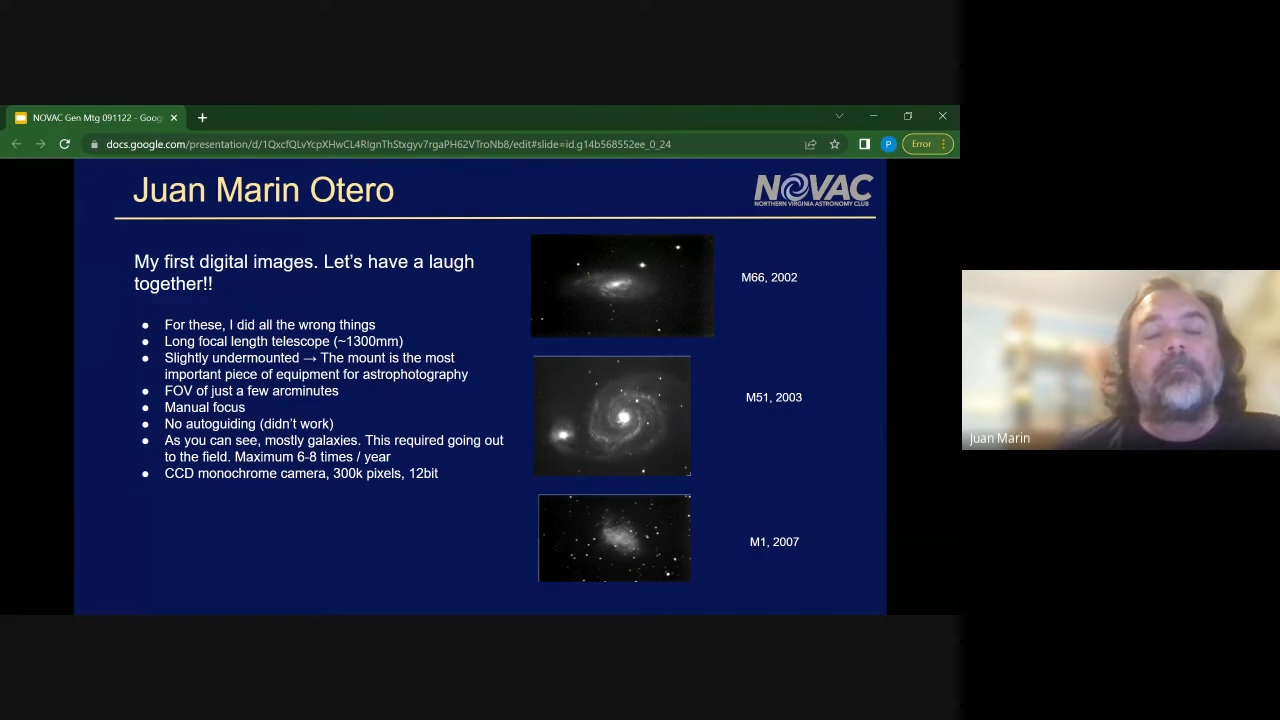 NOVAC Gen Mtg 091122 - Goog
docs.google.com/presentation/d/1QxcfQLvYcpXHwCL4RIgnThStxgyv7rgaPH62VTroNb8/edit#slide=id.g14b568552ee_0_24
P
Error
Juan Marin Otero
NOVAC
NORTHERN VIRGINIA ASTRONOMY CLUB
My first digital images. Let's have a laugh
together!!
● For these, I did all the wrong things
● Long focal length telescope (~1300mm)
● Slightly undermounted → The mount is the most
important piece of equipment for astrophotography
● FOV of just a few arcminutes
● Manual focus
● No autoguiding (didn't work)
● As you can see, mostly galaxies. This required going out
to the field. Maximum 6-8 times / year
● CCD monochrome camera, 300k pixels, 12bit
M66, 2002
M51, 2003
M1, 2007
Juan Marin